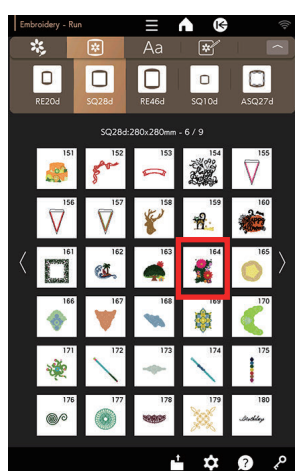 Embroidery - Run
Aa
RE20d SQ28d RE46d SQ10d ASQ27d
SQ28d:280x280mm - 6 / 9
151 152 153 154 155
156 157 158 159 160
161 162 163 164 165
166 167 168 169 170
171 172 173 174 175
176 177 178 179 180
Birthday